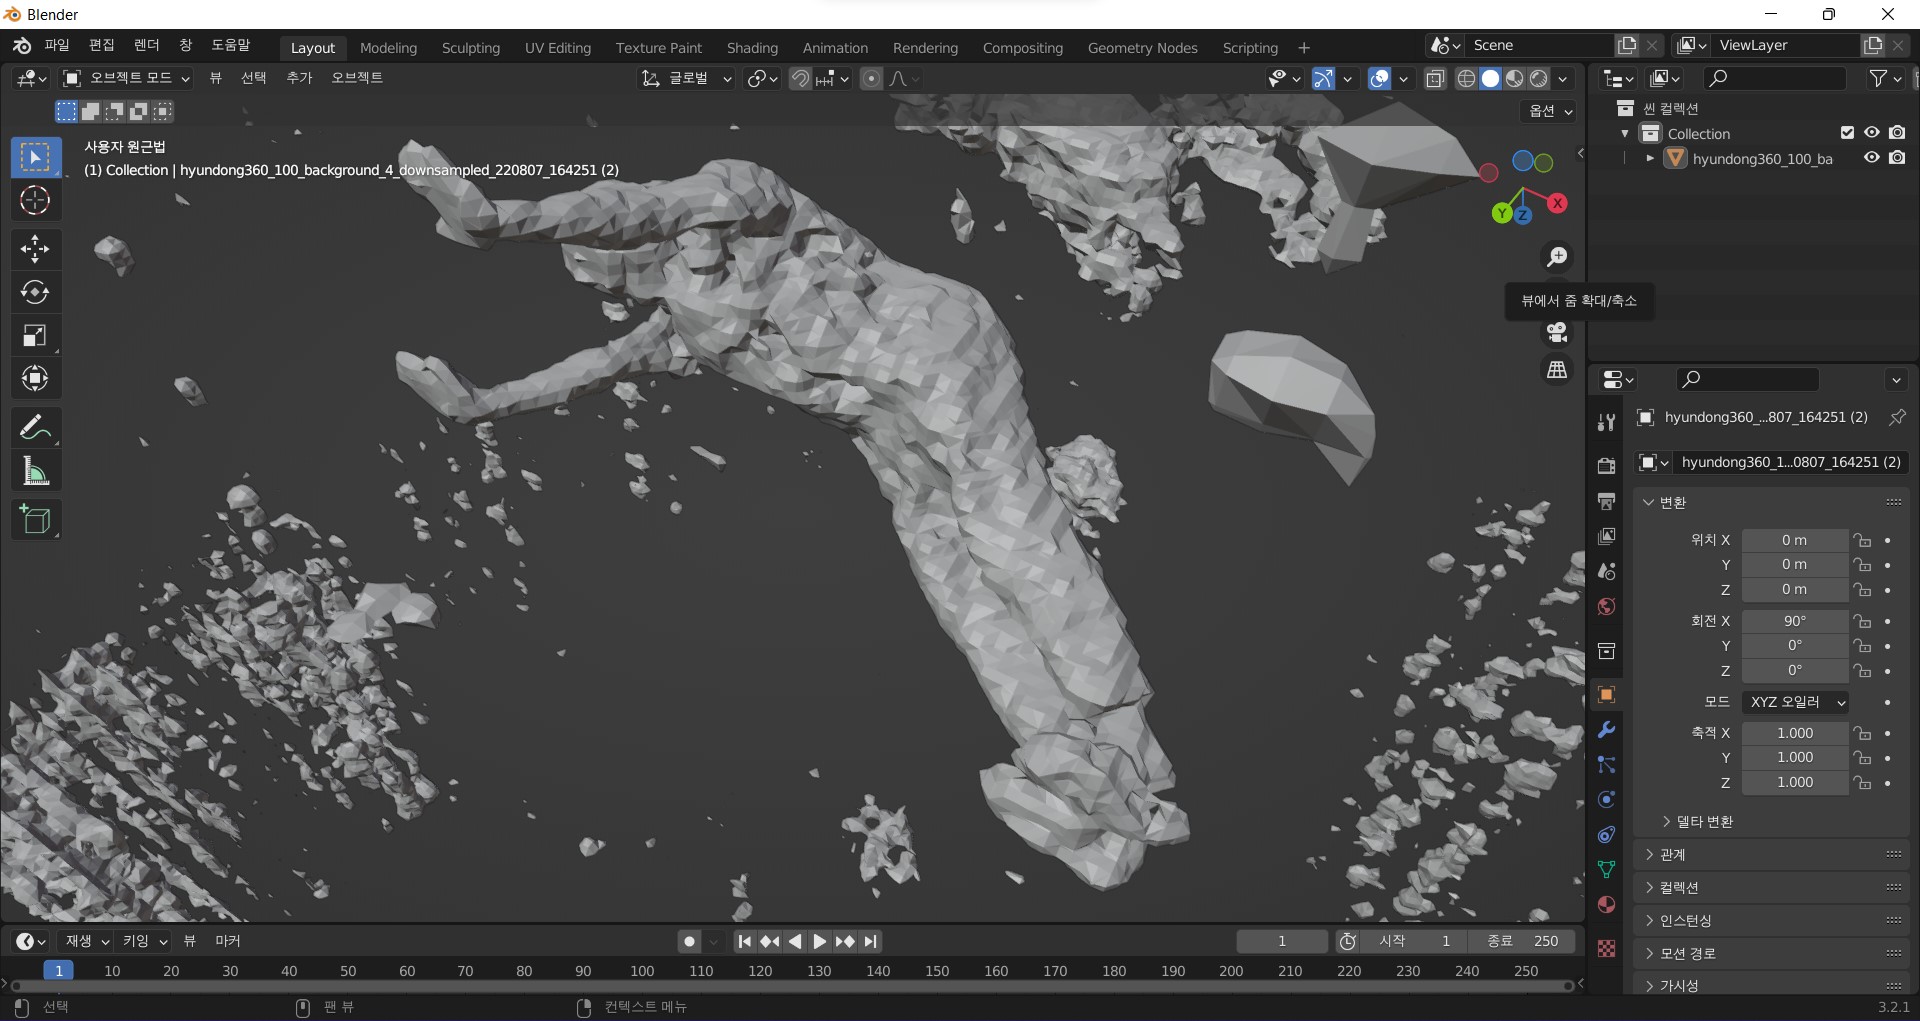 Blender
파일 편집 렌더 창 도움말 Layout Modeling Sculpting UV Editing Texture Paint Shading Animation Rendering Compositing Geometry Nodes Scripting + Scene ViewLayer
오브젝트 모드 뷰 선택 추가 오브젝트 글로벌
옵션
씬 컬렉션
Collection
hyundong360_100_ba
사용자 원근법
(1) Collection | hyundong360_100_background_4_downsampled_220807_164251 (2)
X
Y
Z
뷰에서 줌 확대/축소
hyundong360_...807_164251 (2)
hyundong360_1...0807_164251 (2)
변환
위치 X 0 m
Y 0 m
Z 0 m
회전 X 90°
Y 0°
Z 0°
모드 XYZ 오일러
축적 X 1.000
Y 1.000
Z 1.000
델타 변환
관계
컬렉션
인스턴싱
모션 경로
가시성
재생 키잉 뷰 마커 1 시작 1 종료 250
1 10 20 30 40 50 60 70 80 90 100 110 120 130 140 150 160 170 180 190 200 210 220 230 240 250
선택 팬 뷰 컨텍스트 메뉴 3.2.1